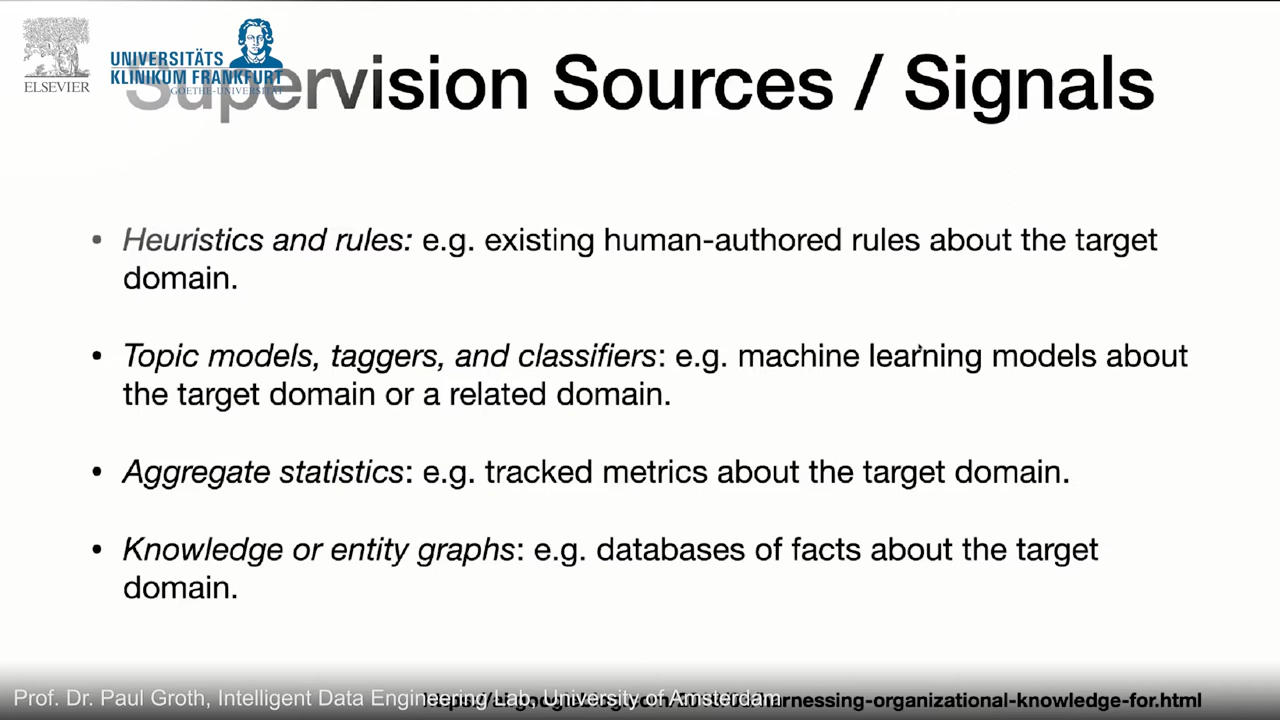 ELSEVIER
UNIVERSITÄTS
KLINIKUM FRANKFURT
GOETHE-UNIVERSITÄT
Supervision Sources / Signals
• Heuristics and rules: e.g. existing human-authored rules about the target
domain.
• Topic models, taggers, and classifiers: e.g. machine learning models about
the target domain or a related domain.
• Aggregate statistics: e.g. tracked metrics about the target domain.
• Knowledge or entity graphs: e.g. databases of facts about the target
domain.
Prof. Dr. Paul Groth, Intelligent Data Engineering Lab, University of Amsterdam
harnessing-organizational-knowledge-for.html